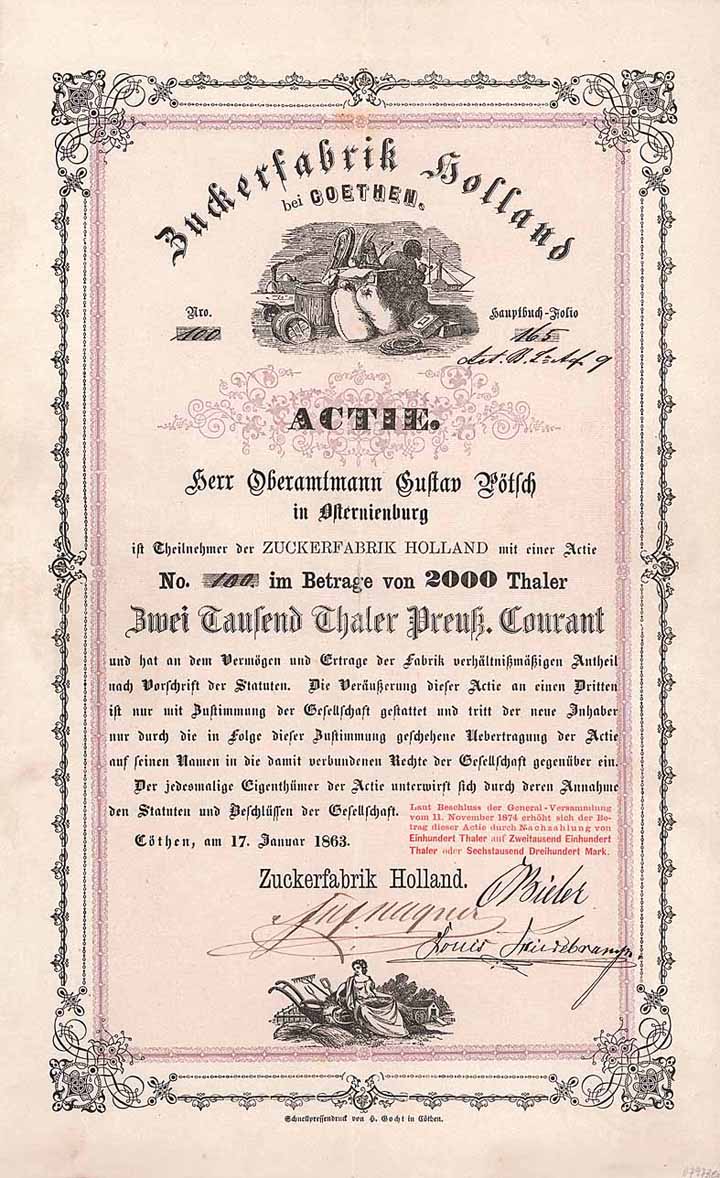 Zuckerfabrik Holland
bei COETHEN.
Nro.
100
Hauptbuch-Folio
165
ACTIE.
Herr Oberamtmann Gustav Pötsch
in Osternienburg
ist Theilnehmer der ZUCKERFABRIK HOLLAND mit einer Actie
No. 100. im Betrage von 2000 Thaler
Zwei Tausend Thaler Preuß. Courant
und hat an dem Vermögen und Ertrage der Fabrik verhältnißmäßigen Antheil
nach Vorschrift der Statuten. Die Veräußerung dieser Actie an einen Dritten
ist nur mit Zustimmung der Gesellschaft gestattet und tritt der neue Inhaber
nur durch die in Folge dieser Zustimmung geschehene Uebertragung der Actie
auf seinen Namen in die damit verbundenen Rechte der Gesellschaft gegenüber ein.
Der jedesmalige Eigenthümer der Actie unterwirft sich durch deren Annahme
den Statuten und Beschlüssen der Gesellschaft.
Laut Beschluss der General-Versammlung
vom 11. November 1874 erhöht sich der Be-
trag dieser Actie durch Nachzahlung von
Einhundert Thaler auf Zweitausend Einhundert
Thaler oder Sechstausend Dreihundert Mark.
Cöthen, am 17. Januar 1863.
Zuckerfabrik Holland.
Bieler
Wagner
Louis
Schnellpressendruck von H. Gocht in Cöthen.